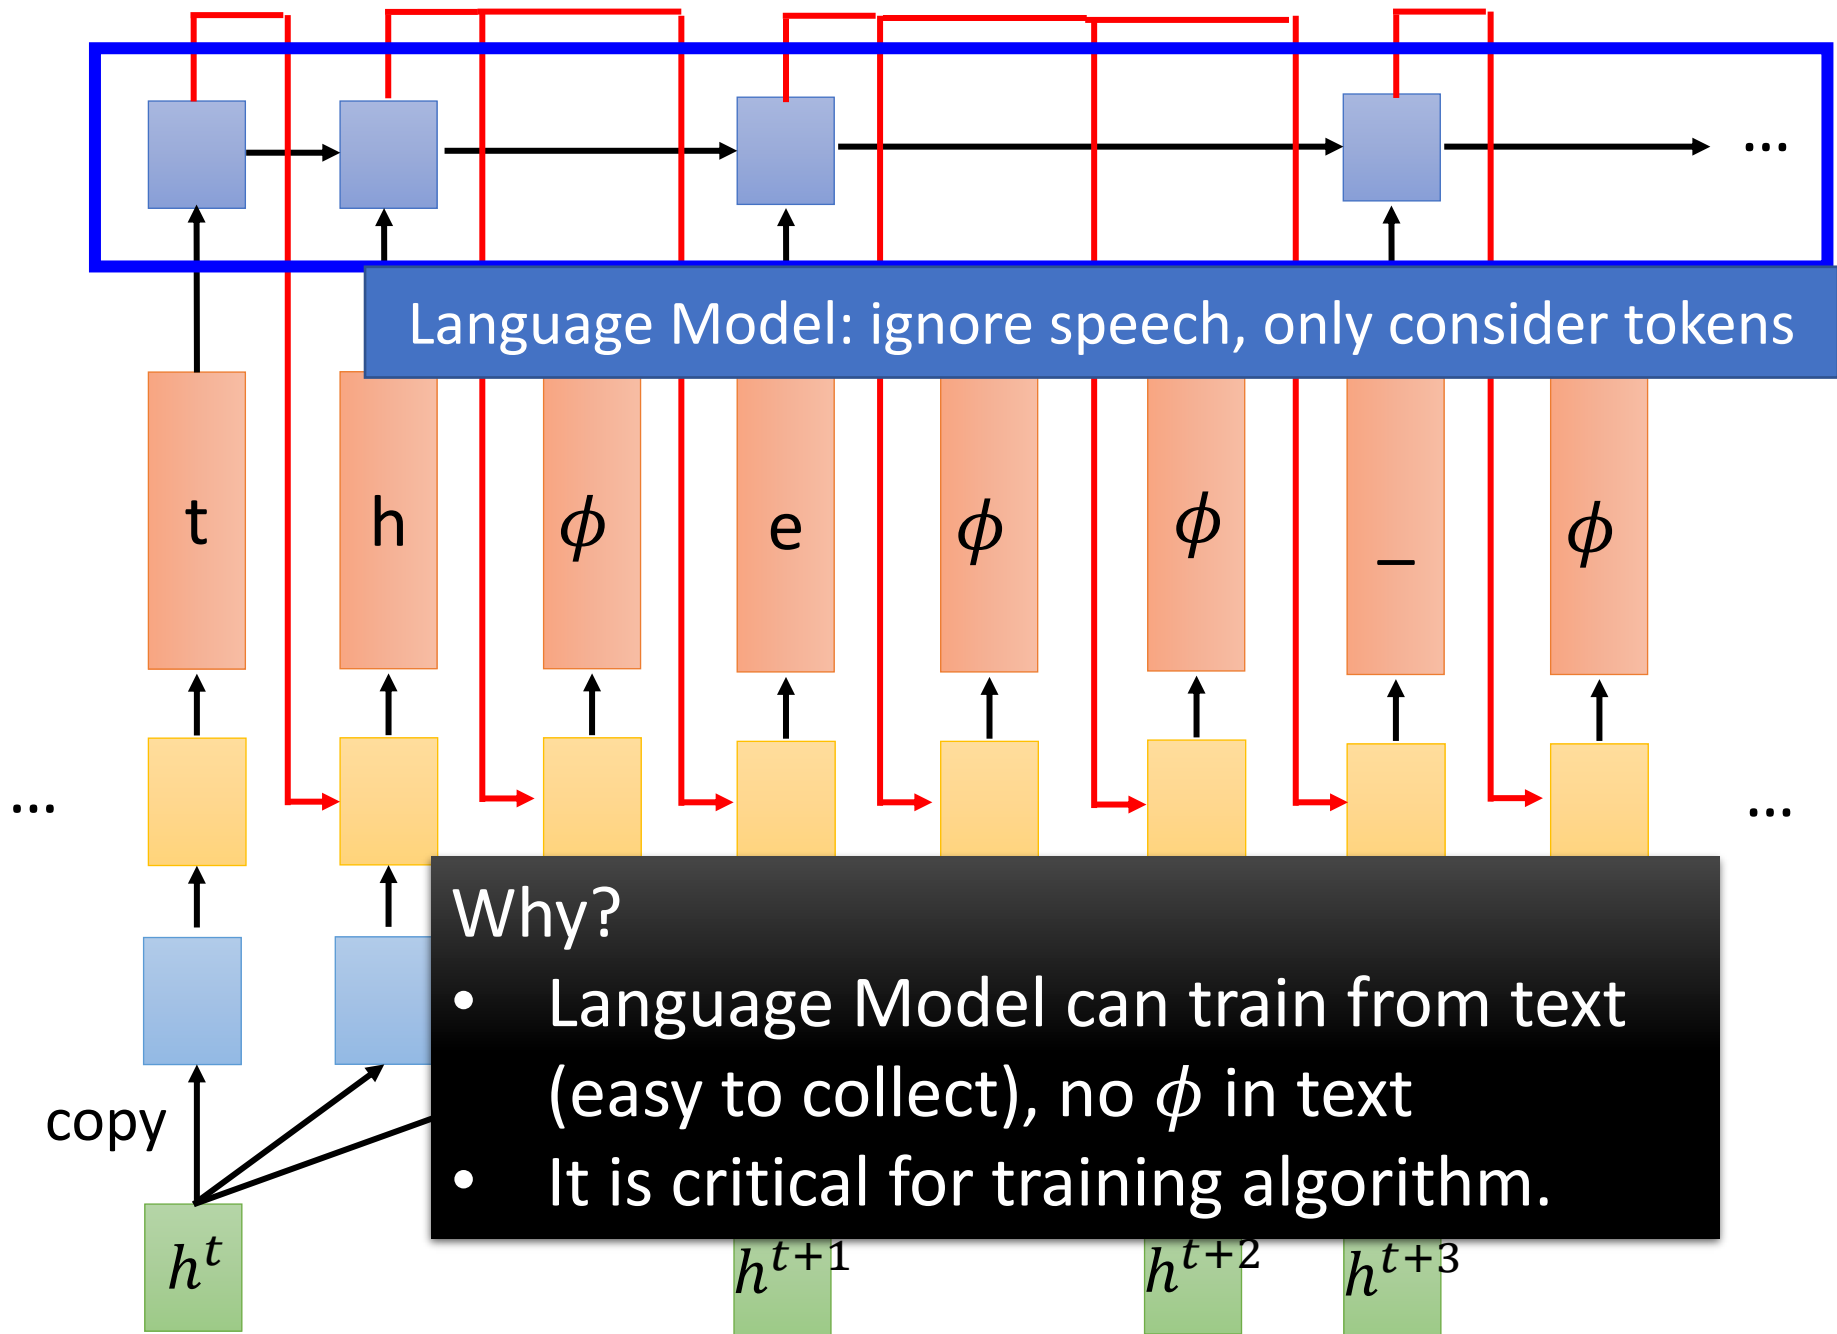 ...
Language Model: ignore speech, only consider tokens
t h ϕ e ϕ ϕ _ ϕ
... ...
Why?
• Language Model can train from text
(easy to collect), no ϕ in text
• It is critical for training algorithm.
copy
h^t h^{t+1} h^{t+2} h^{t+3}